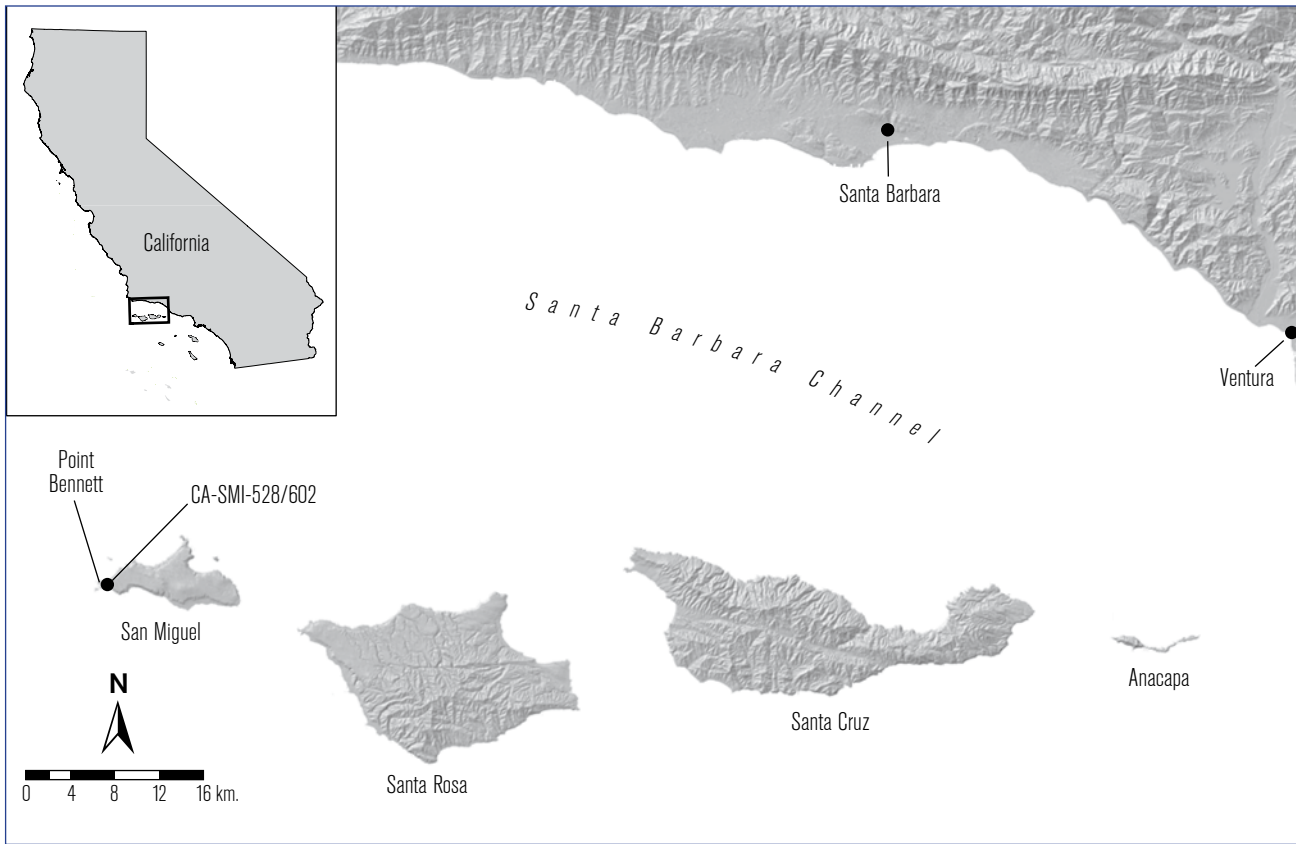 California
Santa Barbara
Santa Barbara Channel
Ventura
Point
Bennett
CA-SMI-528/602
San Miguel
Santa Rosa
Santa Cruz
Anacapa
N
0 4 8 12 16 km.